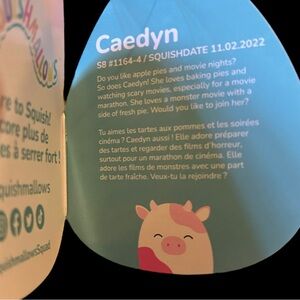 SQUISHMALLOWS
re to Squish!
core plus de
es à serrer fort!
quishmallows
quishmallowsSquad
Caedyn
SB #1164-4 / SQUISHDATE 11.02.2022
Do you like apple pies and movie nights?
So does Caedyn! She loves baking pies and
watching scary movies, especially for a movie
marathon. She loves a monster movie with a
side of fresh pie. Would you like to join her?
Tu aimes les tartes aux pommes et les soirées
cinéma ? Caedyn aussi ! Elle adore préparer
des tartes et regarder des films d'horreur,
surtout pour un marathon de cinéma. Elle
adore les films de monstres avec une part
de tarte fraîche. Veux-tu la rejoindre ?